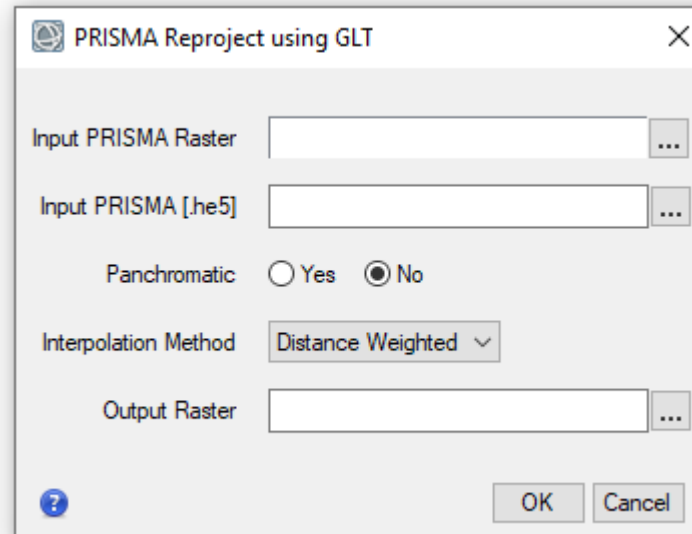 PRISMA Reproject using GLT
Input PRISMA Raster ...
Input PRISMA [.he5] ...
Panchromatic Yes No
Interpolation Method Distance Weighted
Output Raster ...
? OK Cancel